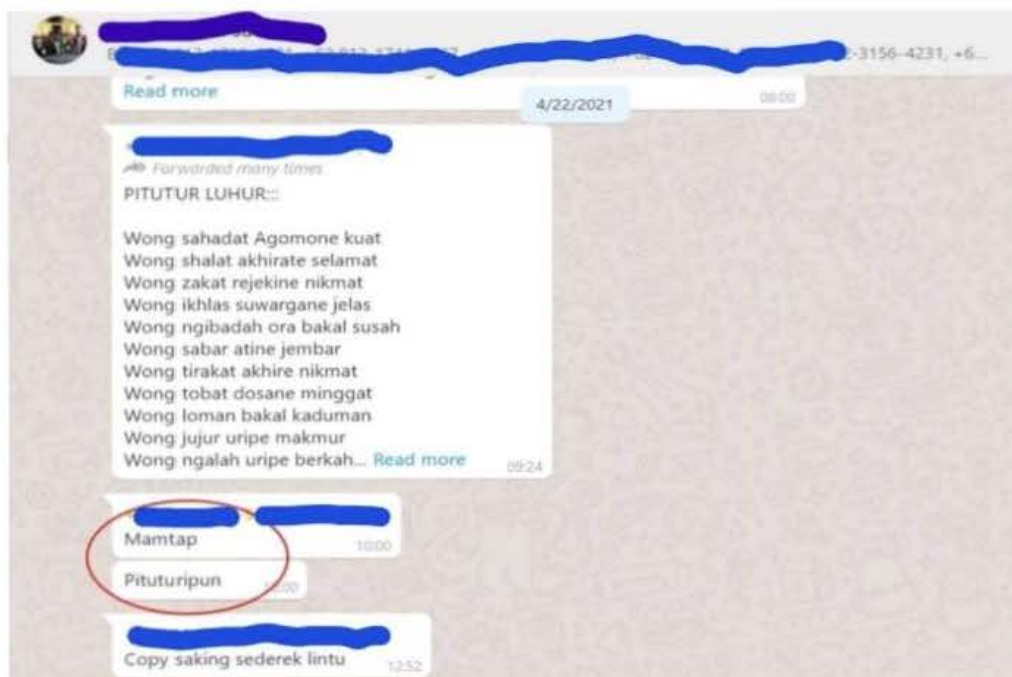 -3156-4231, +6...
Read more
08:00
4/22/2021
Forwarded many times
PITUTUR LUHUR:::
Wong sahadat Agomone kuat
Wong shalat akhirate selamat
Wong zakat rejekine nikmat
Wong ikhlas suwargane jelas
Wong ngibadah ora bakal susah
Wong sabar atine jembar
Wong tirakat akhire nikmat
Wong tobat dosane minggat
Wong loman bakal kaduman
Wong jujur uripe makmur
Wong ngalah uripe berkah... Read more
09:24
Mamtap
10:00
Pituturipun
Copy saking sederek lintu
12:52